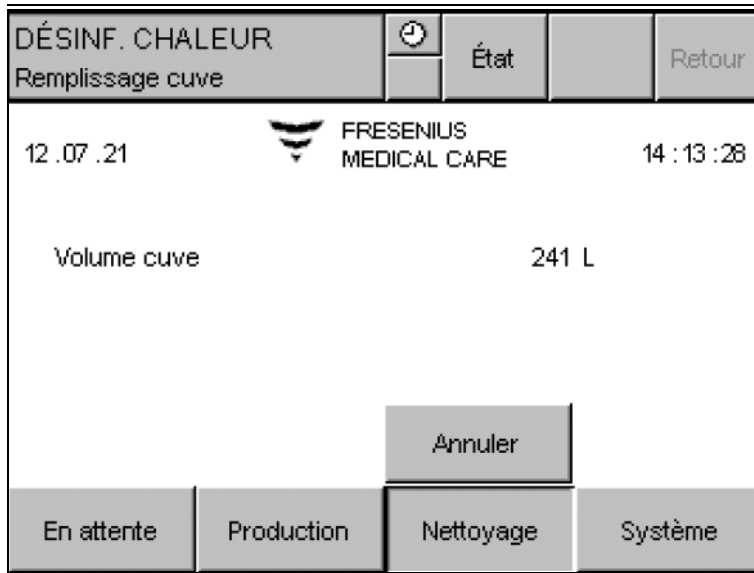 DÉSINF. CHALEUR
Remplissage cuve
État
Retour
12.07.21
FRESENIUS
MEDICAL CARE
14:13:28
Volume cuve 241 L
Annuler
En attente Production Nettoyage Système